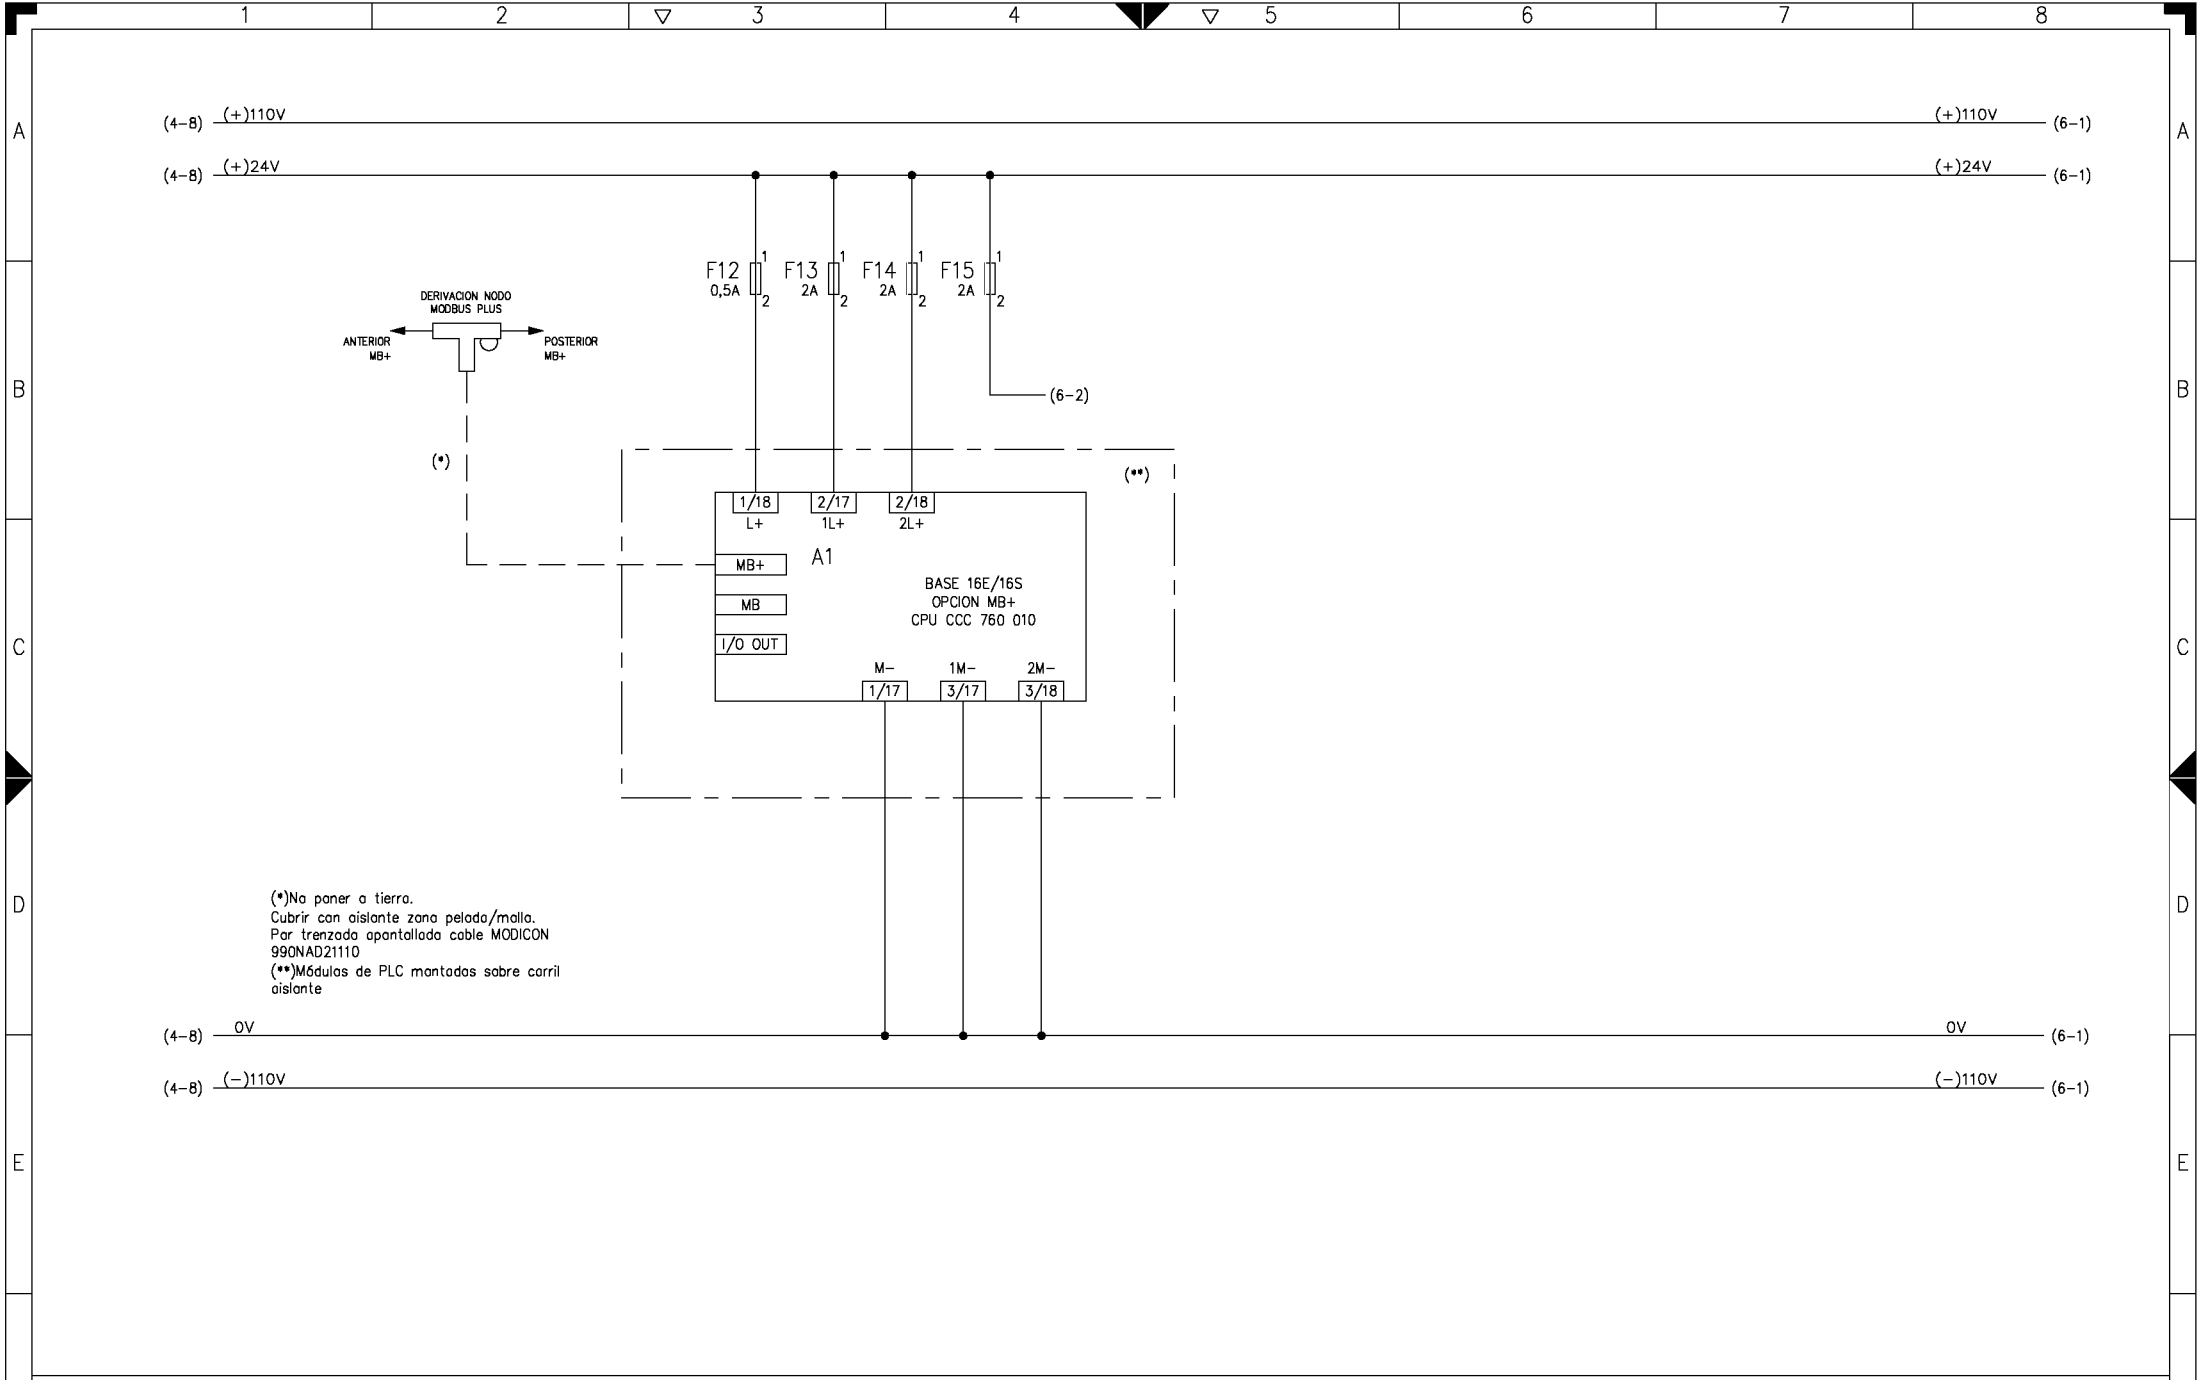 1 2 3 4 5 6 7 8
A A
(4-8) (+)110V (+)110V (6-1)
(4-8) (+)24V (+)24V (6-1)
F12 0,5A 1 2
F13 2A 1 2
F14 2A 1 2
F15 2A 1 2
DERIVACION NODO
MODBUS PLUS
ANTERIOR
MB+
POSTERIOR
MB+
B B
(6-2)
(*)
(**)
1/18 2/17 2/18
L+ 1L+ 2L+
A1
MB+
MB
I/O OUT
BASE 16E/16S
OPCION MB+
CPU CCC 760 010
C C
M- 1M- 2M-
1/17 3/17 3/18
D D
(*)No poner a tierra.
Cubrir con aislante zona pelada/malla.
Par trenzado apantallado cable MODICON
990NAD21110
(**)Módulos de PLC montados sobre carril
aislante
(4-8) 0V 0V (6-1)
(4-8) (-)110V (-)110V (6-1)
E E